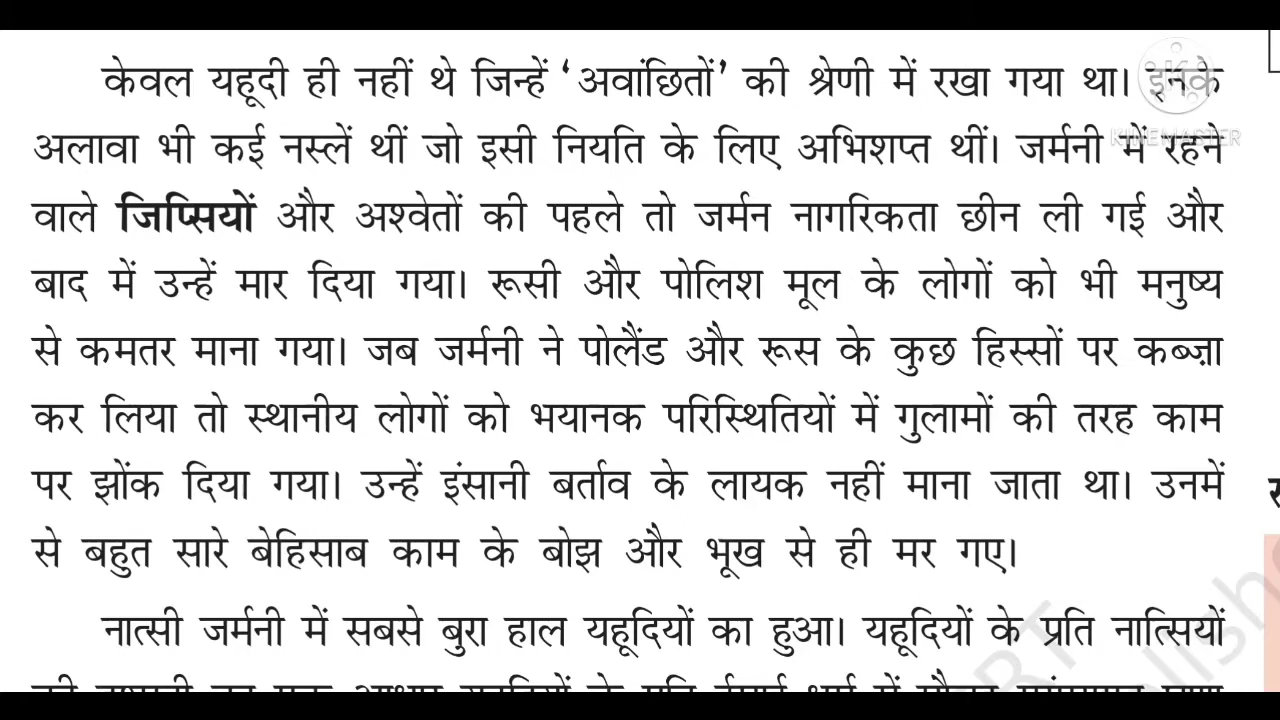 केवल यहूदी ही नहीं थे जिन्हें ‘अवांछितों’ की श्रेणी में रखा गया था। इनके
अलावा भी कई नस्लें थीं जो इसी नियति के लिए अभिशप्त थीं। जर्मनी में रहने
वाले जिप्सियों और अश्वेतों की पहले तो जर्मन नागरिकता छीन ली गई और
बाद में उन्हें मार दिया गया। रूसी और पोलिश मूल के लोगों को भी मनुष्य
से कमतर माना गया। जब जर्मनी ने पोलैंड और रूस के कुछ हिस्सों पर कब्ज़ा
कर लिया तो स्थानीय लोगों को भयानक परिस्थितियों में गुलामों की तरह काम
पर झोंक दिया गया। उन्हें इंसानी बर्ताव के लायक नहीं माना जाता था। उनमें
से बहुत सारे बेहिसाब काम के बोझ और भूख से ही मर गए।
नात्सी जर्मनी में सबसे बुरा हाल यहूदियों का हुआ। यहूदियों के प्रति नात्सियों
KINEMASTER